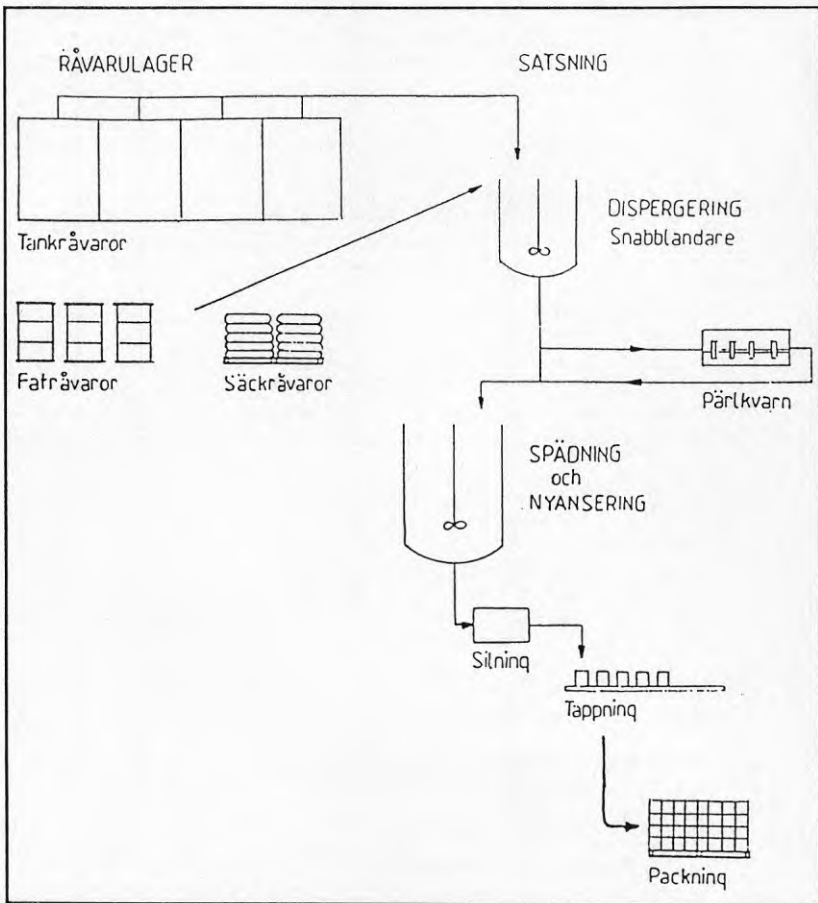 RÅVARULAGER
SATSNING
Tankråvaror
DISPERGERING
Snabblandare
Fatråvaror
Säckråvaror
Pärlkvarn
SPÄDNING
och
NYANSERING
Silning
Tappning
Packning